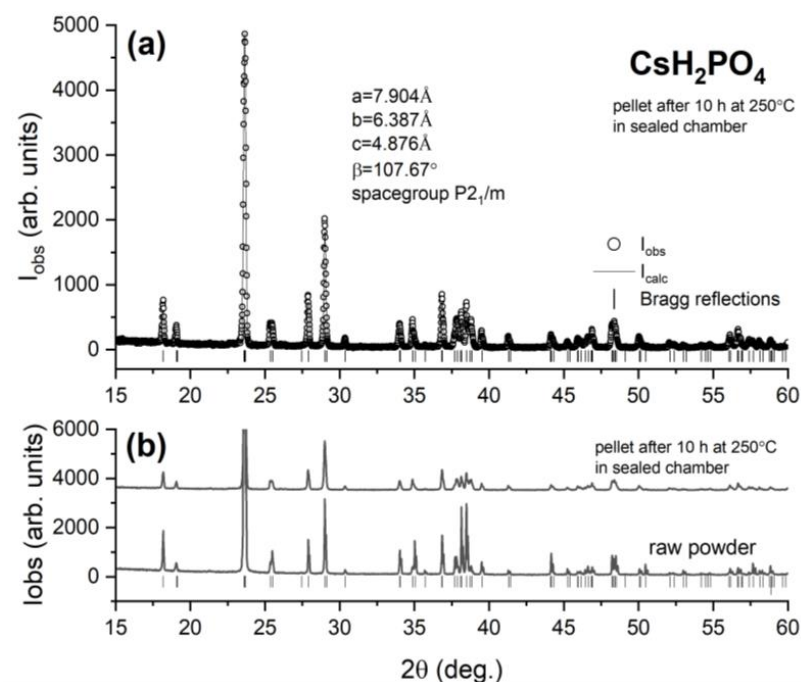 (a)
CsH₂PO₄
pellet after 10 h at 250°C
in sealed chamber
a=7.904Å
b=6.387Å
c=4.876Å
β=107.67°
spacegroup P2₁/m
I_obs
I_calc
Bragg reflections
I_obs (arb. units)
5000
4000
3000
2000
1000
0
15 20 25 30 35 40 45 50 55 60
(b)
pellet after 10 h at 250°C
in sealed chamber
raw powder
Iobs (arb. units)
6000
4000
2000
0
15 20 25 30 35 40 45 50 55 60
2θ (deg.)